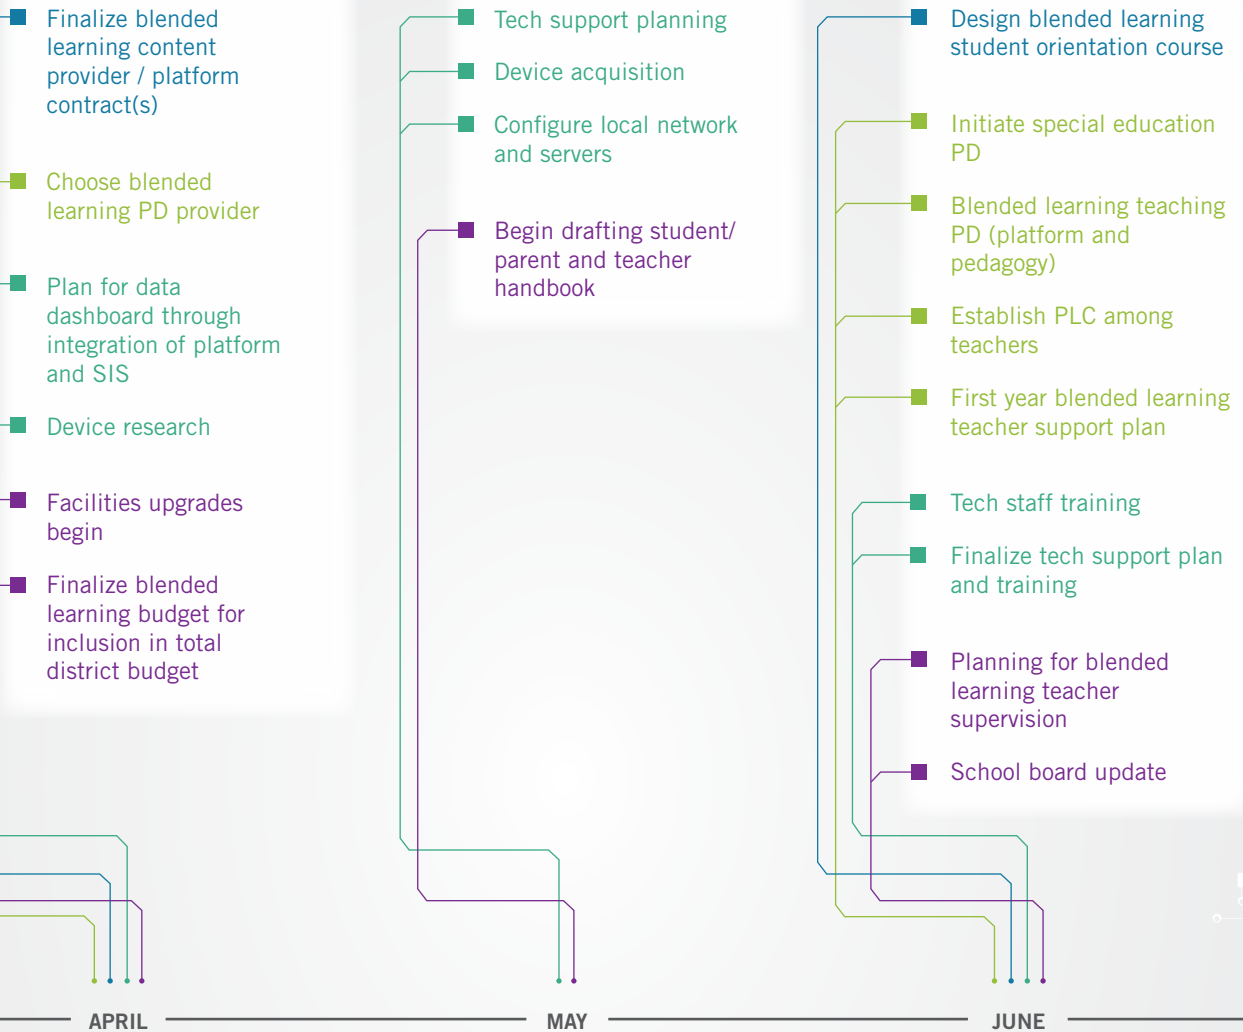 Finalize blended
learning content
provider / platform
contract(s)
Choose blended
learning PD provider
Plan for data
dashboard through
integration of platform
and SIS
Device research
Facilities upgrades
begin
Finalize blended
learning budget for
inclusion in total
district budget
Tech support planning
Device acquisition
Configure local network
and servers
Begin drafting student/
parent and teacher
handbook
Design blended learning
student orientation course
Initiate special education
PD
Blended learning teaching
PD (platform and
pedagogy)
Establish PLC among
teachers
First year blended learning
teacher support plan
Tech staff training
Finalize tech support plan
and training
Planning for blended
learning teacher
supervision
School board update
APRIL
MAY
JUNE